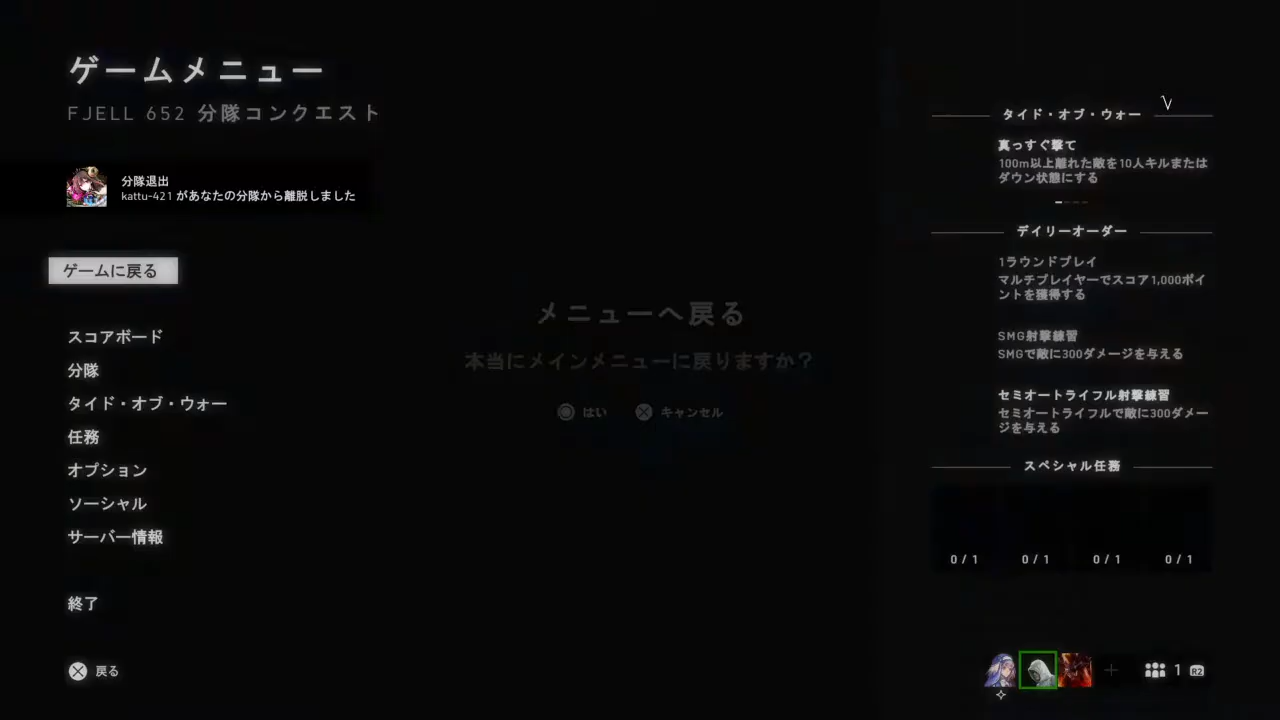 ゲームメニュー
FJELL 652 分隊コンクエスト
分隊退出
kattu-421 があなたの分隊から離脱しました
ゲームに戻る
スコアボード
分隊
タイド・オブ・ウォー
任務
オプション
ソーシャル
サーバー情報
終了
戻る
メニューへ戻る
本当にメインメニューに戻りますか？
はい
キャンセル
タイド・オブ・ウォー
真っすぐ撃て
100m以上離れた敵を10人キルまたは
ダウン状態にする
デイリーオーダー
1ラウンドプレイ
マルチプレイヤーでスコア1,000ポイ
ントを獲得する
SMG射撃練習
SMGで敵に300ダメージを与える
セミオートライフル射撃練習
セミオートライフルで敵に300ダメー
ジを与える
スペシャル任務
0 / 1
0 / 1
0 / 1
0 / 1
1 R2